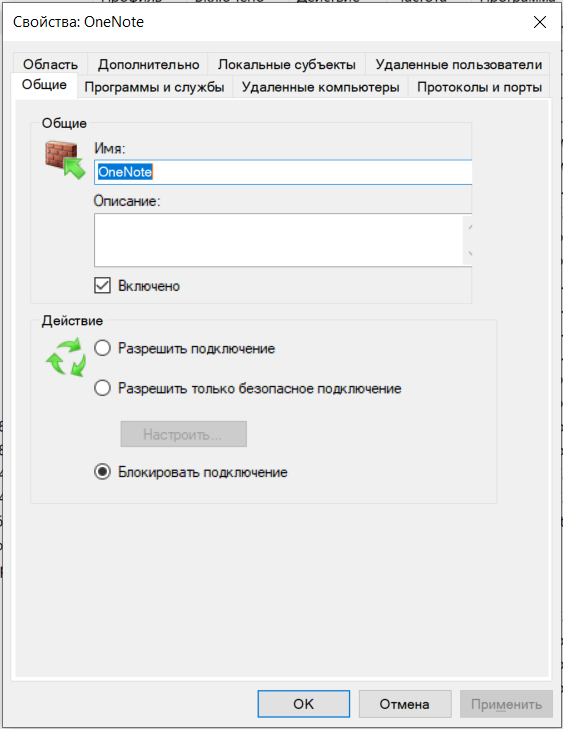 Свойства: OneNote
Область Дополнительно Локальные субъекты Удаленные пользователи
Общие Программы и службы Удаленные компьютеры Протоколы и порты
Общие
Имя:
OneNote
Описание:
Включено
Действие
Разрешить подключение
Разрешить только безопасное подключение
Настроить...
Блокировать подключение
OK Отмена Применить